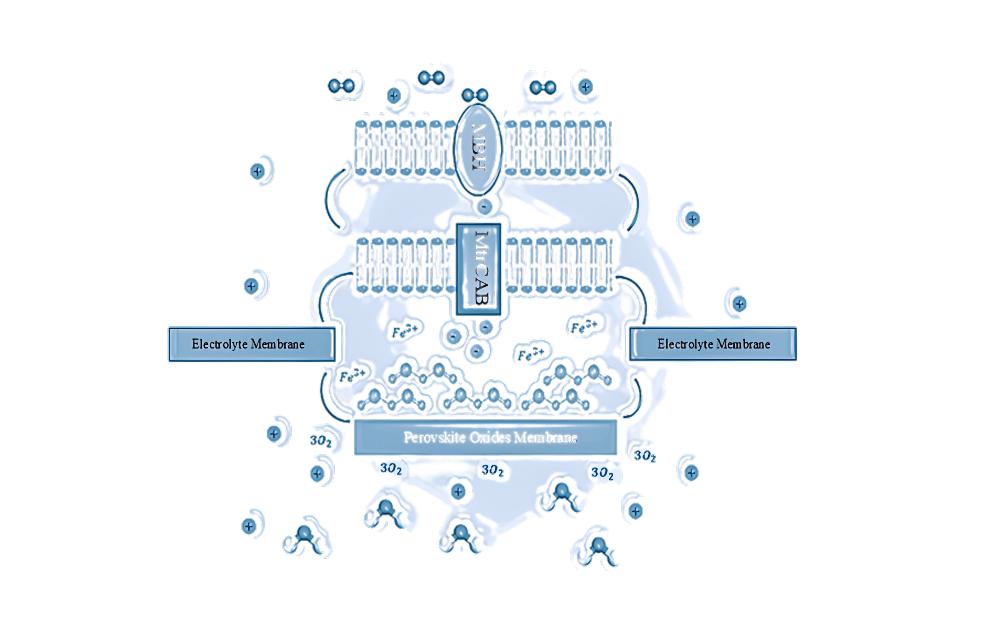 MBH
MtrCAB
Fe³⁺
Fe³⁺
Electrolyte Membrane
Electrolyte Membrane
Fe³⁺
Fe³⁺
Perovskite Oxides Membrane
3O₂
3O₂
3O₂
3O₂
3O₂